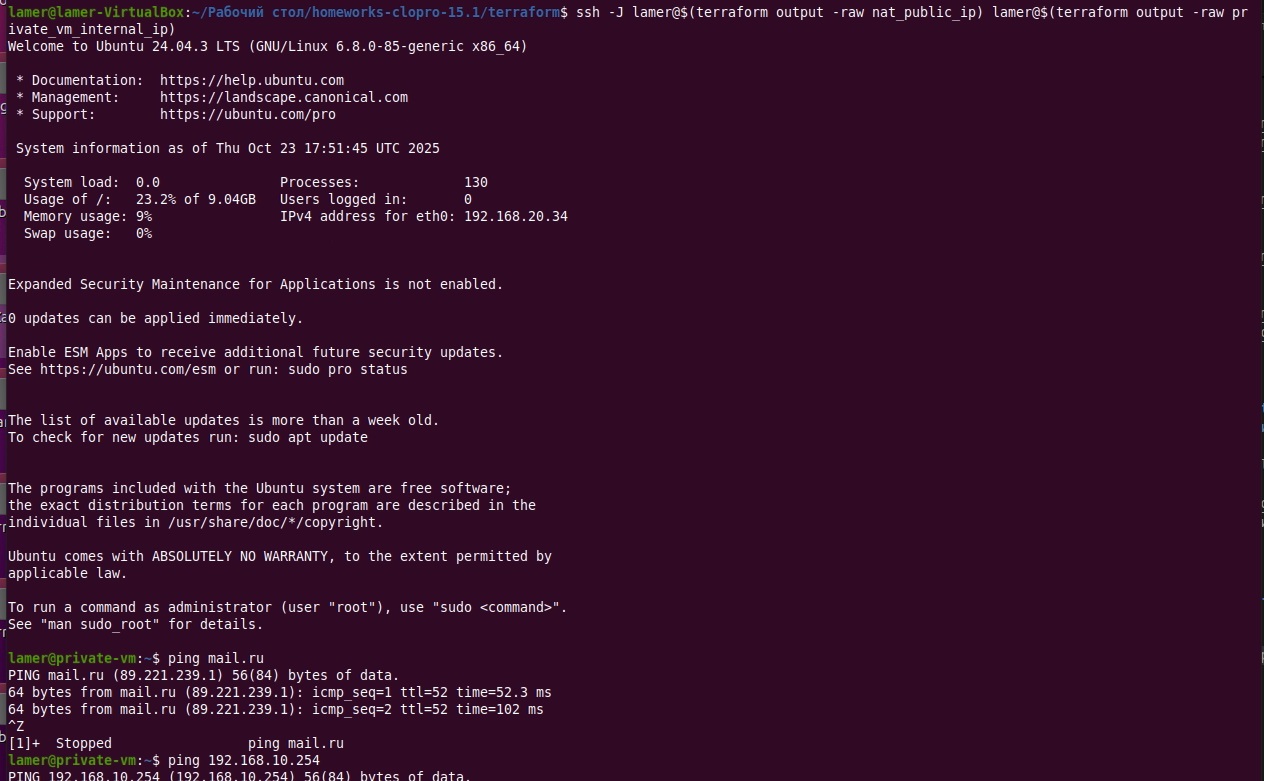 lamer@lamer-VirtualBox:~/Рабочий стол/homeworks-clopro-15.1/terraform$ ssh -J lamer@$(terraform output -raw nat_public_ip) lamer@$(terraform output -raw pr
ivate_vm_internal_ip)
Welcome to Ubuntu 24.04.3 LTS (GNU/Linux 6.8.0-85-generic x86_64)
* Documentation:  https://help.ubuntu.com
* Management:     https://landscape.canonical.com
* Support:        https://ubuntu.com/pro
System information as of Thu Oct 23 17:51:45 UTC 2025
System load:  0.0               Processes:             130
Usage of /:   23.2% of 9.04GB   Users logged in:       0
Memory usage: 9%                IPv4 address for eth0: 192.168.20.34
Swap usage:   0%
Expanded Security Maintenance for Applications is not enabled.
0 updates can be applied immediately.
Enable ESM Apps to receive additional future security updates.
See https://ubuntu.com/esm or run: sudo pro status
The list of available updates is more than a week old.
To check for new updates run: sudo apt update
The programs included with the Ubuntu system are free software;
the exact distribution terms for each program are described in the
individual files in /usr/share/doc/*/copyright.
Ubuntu comes with ABSOLUTELY NO WARRANTY, to the extent permitted by
applicable law.
To run a command as administrator (user "root"), use "sudo <command>".
See "man sudo_root" for details.
lamer@private-vm:~$ ping mail.ru
PING mail.ru (89.221.239.1) 56(84) bytes of data.
64 bytes from mail.ru (89.221.239.1): icmp_seq=1 ttl=52 time=52.3 ms
64 bytes from mail.ru (89.221.239.1): icmp_seq=2 ttl=52 time=102 ms
^Z
[1]+  Stopped                 ping mail.ru
lamer@private-vm:~$ ping 192.168.10.254
PING 192.168.10.254 (192.168.10.254) 56(84) bytes of data.